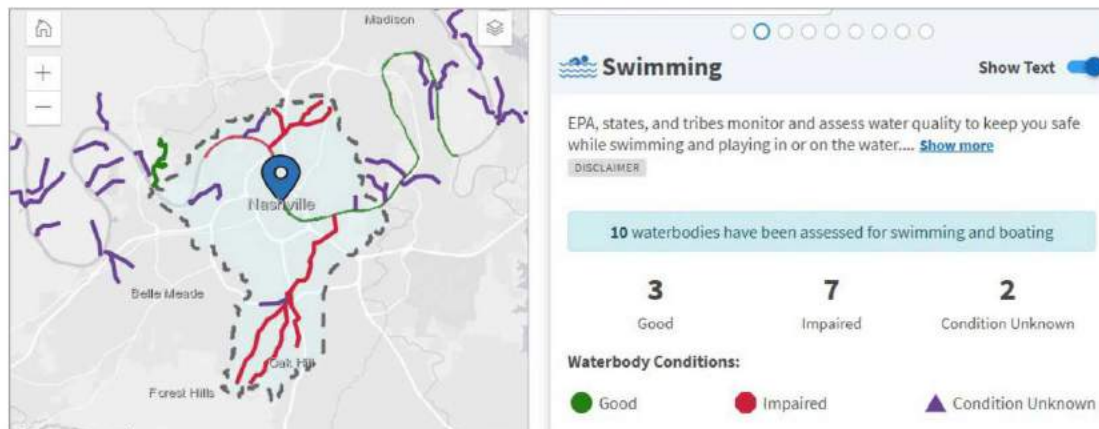 Madison
Nashville
Belle Meade
Oak Hill
Forest Hills
Swimming
Show Text
EPA, states, and tribes monitor and assess water quality to keep you safe
while swimming and playing in or on the water.... Show more
DISCLAIMER
10 waterbodies have been assessed for swimming and boating
3
7
2
Good
Impaired
Condition Unknown
Waterbody Conditions:
Good
Impaired
Condition Unknown